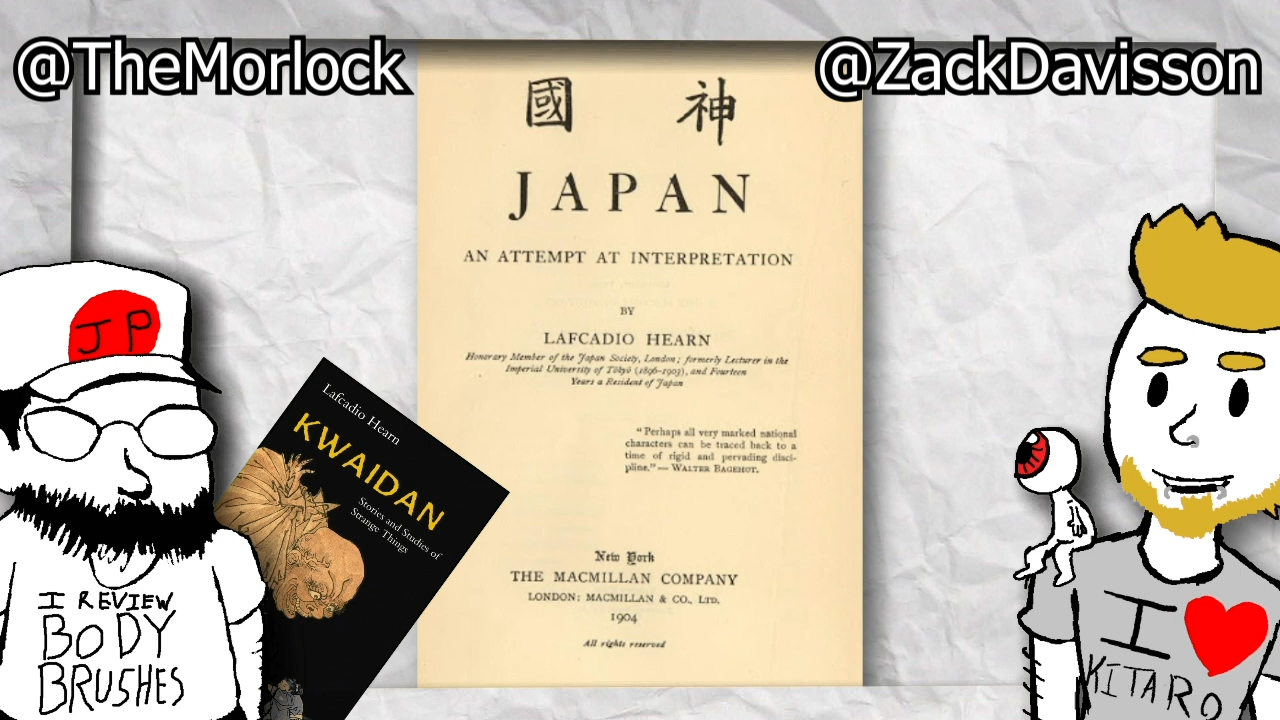 @TheMorlock
@ZackDavisson
國 神
JAPAN
AN ATTEMPT AT INTERPRETATION
BY
LAFCADIO HEARN
Honorary Member of the Japan Society, London; formerly Lecturer in the
Imperial University of Tōkyō (1896-1903), and Fourteen
Years a Resident of Japan
"Perhaps all very marked national
characters can be traced back to a
time of rigid and pervading disci-
pline." — WALTER BAGEHOT.
New York
THE MACMILLAN COMPANY
LONDON: MACMILLAN & CO., LTD.
1904
All rights reserved
JP
I REVIEW
BODY
BRUSHES
Lafcadio Hearn
KWAIDAN
Stories and Studies of
Strange Things
I ♥
KITARO